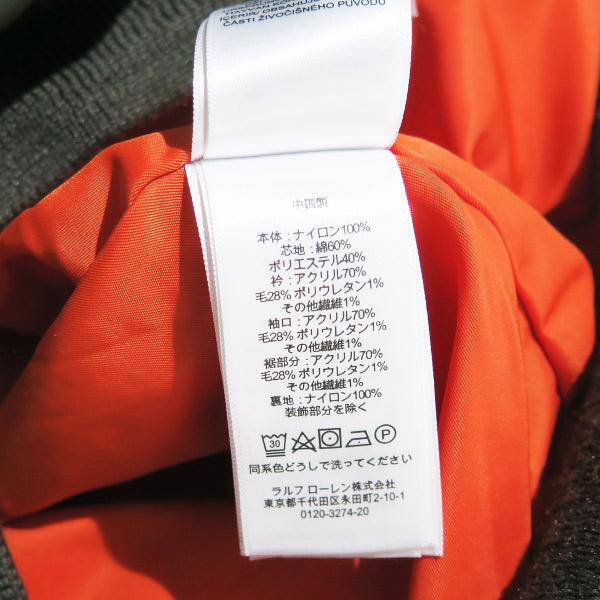 HAYVAN KÖ
İÇERİR/ OBSAHUJE
ČÁSTI ŽIVOČIŠNÉHO PŮVODU
中国製
本体 : ナイロン100%
芯地 : 綿60%
ポリエステル40%
衿 : アクリル70%
毛28% ポリウレタン1%
その他繊維1%
袖口 : アクリル70%
毛28% ポリウレタン1%
その他繊維1%
裾部分 : アクリル70%
毛28% ポリウレタン1%
その他繊維1%
裏地 : ナイロン100%
装飾部分を除く
30 P
同系色どうしで洗ってください
ラルフ ローレン株式会社
東京都千代田区永田町2-10-1
0120-3274-20